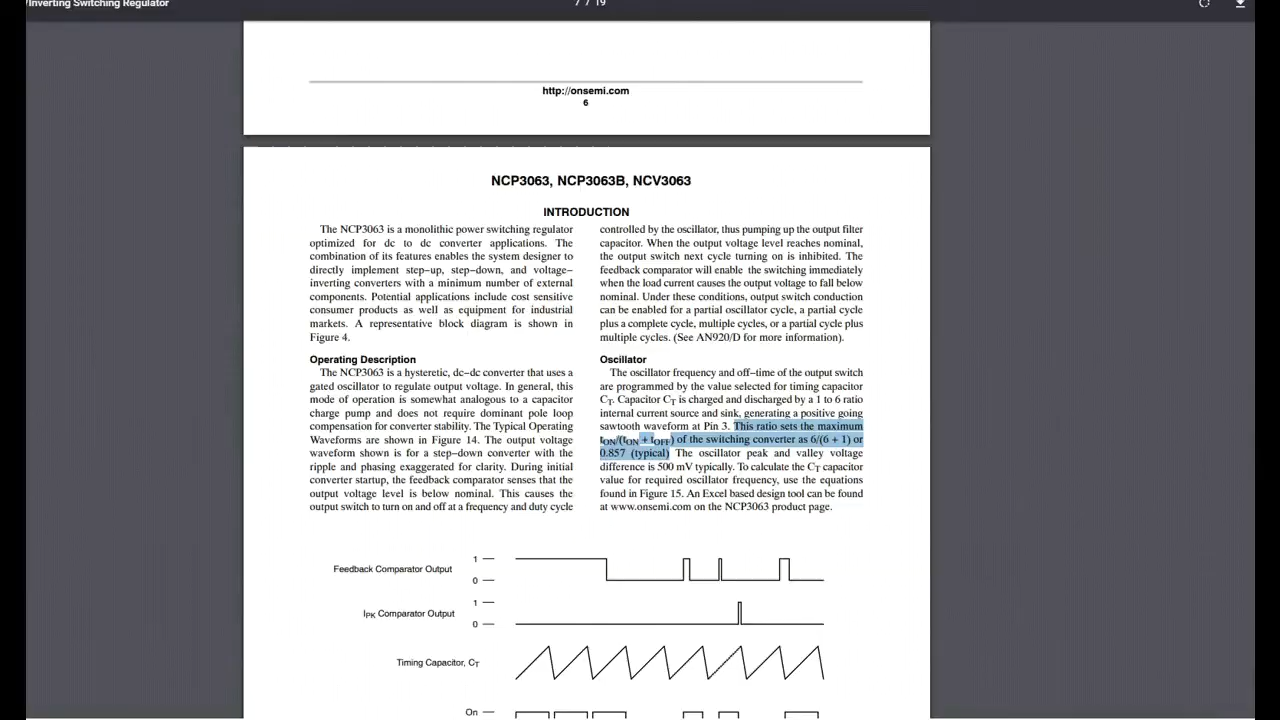 /Inverting Switching Regulator
7 / 19
http://onsemi.com
6
NCP3063, NCP3063B, NCV3063
INTRODUCTION
The NCP3063 is a monolithic power switching regulator
optimized for dc to dc converter applications. The
combination of its features enables the system designer to
directly implement step−up, step−down, and voltage−
inverting converters with a minimum number of external
components. Potential applications include cost sensitive
consumer products as well as equipment for industrial
markets. A representative block diagram is shown in
Figure 4.
Operating Description
The NCP3063 is a hysteretic, dc−dc converter that uses a
gated oscillator to regulate output voltage. In general, this
mode of operation is somewhat analogous to a capacitor
charge pump and does not require dominant pole loop
compensation for converter stability. The Typical Operating
Waveforms are shown in Figure 14. The output voltage
waveform shown is for a step−down converter with the
ripple and phasing exaggerated for clarity. During initial
converter startup, the feedback comparator senses that the
output voltage level is below nominal. This causes the
output switch to turn on and off at a frequency and duty cycle
controlled by the oscillator, thus pumping up the output filter
capacitor. When the output voltage level reaches nominal,
the output switch next cycle turning on is inhibited. The
feedback comparator will enable the switching immediately
when the load current causes the output voltage to fall below
nominal. Under these conditions, output switch conduction
can be enabled for a partial oscillator cycle, a partial cycle
plus a complete cycle, multiple cycles, or a partial cycle plus
multiple cycles. (See AN920/D for more information).
Oscillator
The oscillator frequency and off−time of the output switch
are programmed by the value selected for timing capacitor
CT. Capacitor CT is charged and discharged by a 1 to 6 ratio
internal current source and sink, generating a positive going
sawtooth waveform at Pin 3. This ratio sets the maximum
tON/(tON + tOFF) of the switching converter as 6/(6 + 1) or
0.857 (typical) The oscillator peak and valley voltage
difference is 500 mV typically. To calculate the CT capacitor
value for required oscillator frequency, use the equations
found in Figure 15. An Excel based design tool can be found
at www.onsemi.com on the NCP3063 product page.
1
Feedback Comparator Output
0
1
IPK Comparator Output
0
Timing Capacitor, CT
On